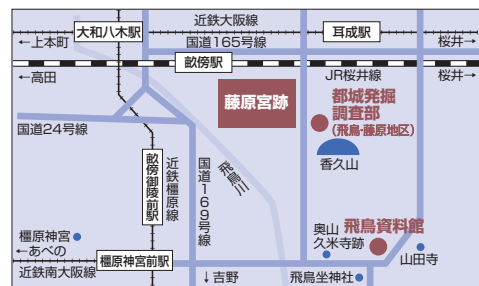 近鉄大阪線
大和八木駅
耳成駅
←上本町
国道165号線
桜井→
畝傍駅
←高田
JR桜井線
桜井→
藤原宮跡
都城発掘
調査部
(飛鳥・藤原地区)
国道24号線
香久山
畝傍御陵前駅
近鉄橿原線
国道169号線
飛鳥川
橿原神宮
←あべの
橿原神宮前駅
近鉄南大阪線
↓吉野
奥山
久米寺跡
飛鳥資料館
山田寺
飛鳥坐神社